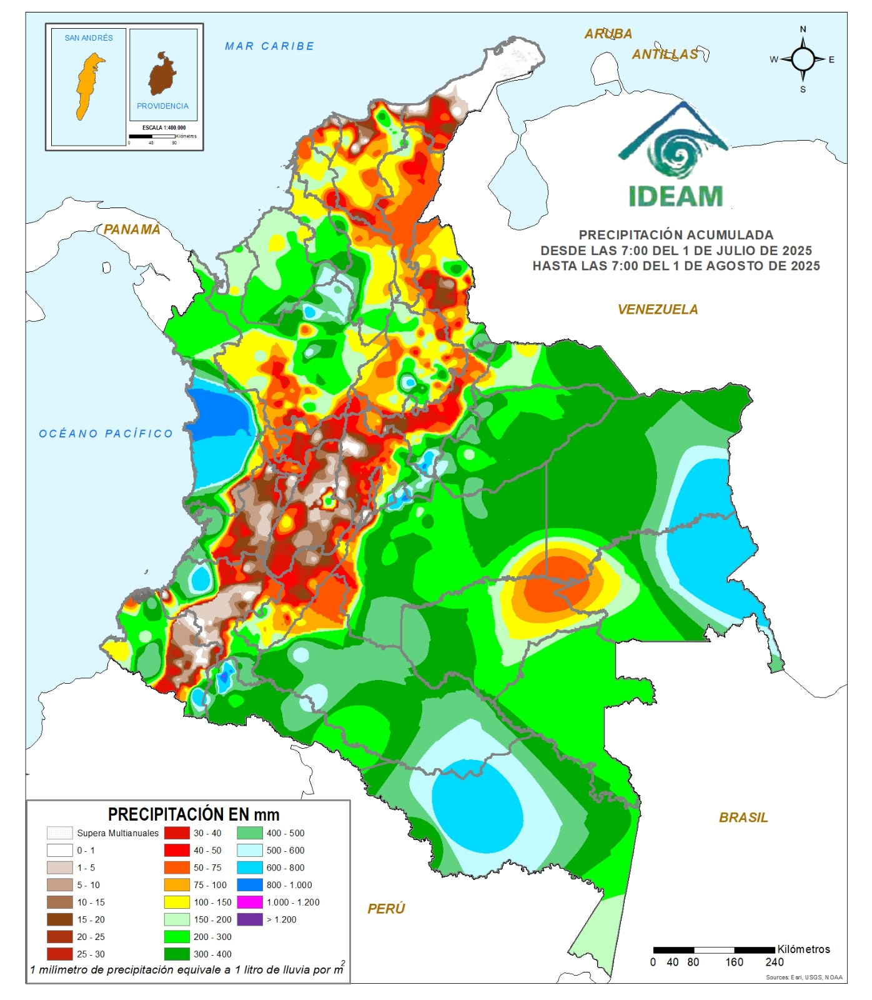 SAN ANDRÉS
PROVIDENCIA
ESCALA 1:400.000
Kilómetros
0 45 90
MAR CARIBE
ARUBA
ANTILLAS
N
W E
S
IDEAM
PANAMÁ
PRECIPITACIÓN ACUMULADA
DESDE LAS 7:00 DEL 1 DE JULIO DE 2025
HASTA LAS 7:00 DEL 1 DE AGOSTO DE 2025
VENEZUELA
OCÉANO PACÍFICO
BRASIL
PERÚ
PRECIPITACIÓN EN mm
Supera Multianuales
0 - 1
1 - 5
5 - 10
10 - 15
15 - 20
20 - 25
25 - 30
30 - 40
40 - 50
50 - 75
75 - 100
100 - 150
150 - 200
200 - 300
300 - 400
400 - 500
500 - 600
600 - 800
800 - 1.000
1.000 - 1.200
> 1.200
1 milímetro de precipitación equivale a 1 litro de lluvia por m²
Kilómetros
0 40 80 160 240
Sources: Esri, USGS, NOAA